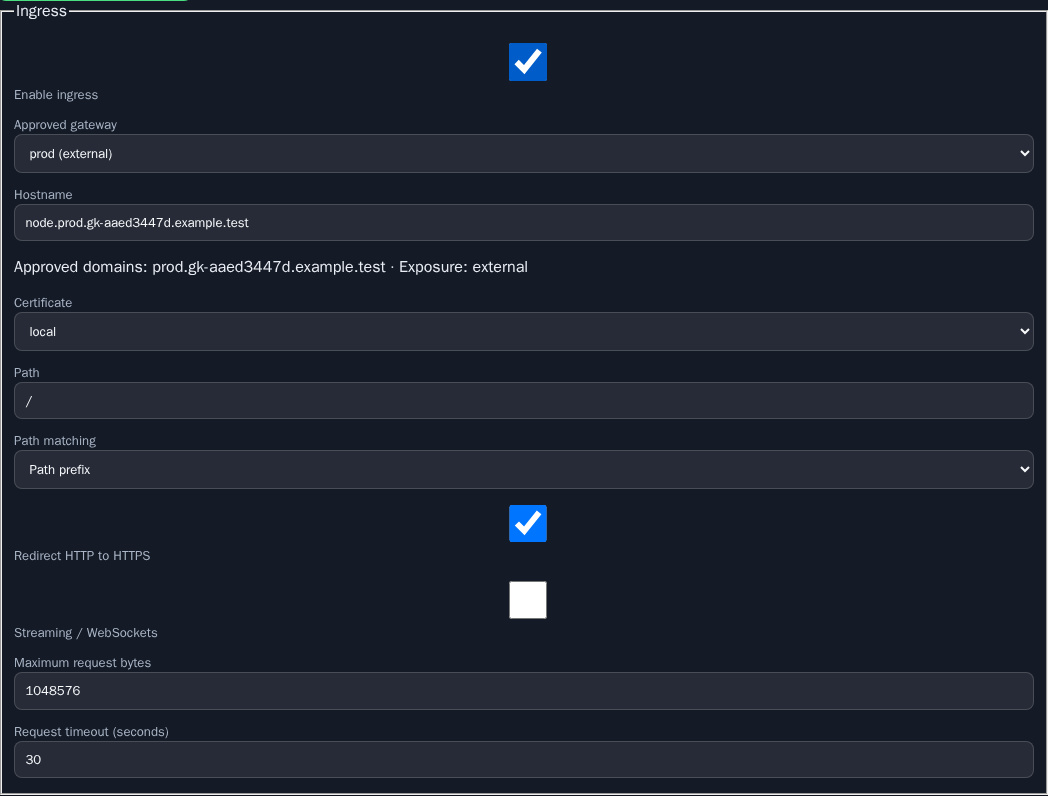 Ingress
Enable ingress
Approved gateway
prod (external)
Hostname
node.prod.gk-aaed3447d.example.test
Approved domains: prod.gk-aaed3447d.example.test · Exposure: external
Certificate
local
Path
/
Path matching
Path prefix
Redirect HTTP to HTTPS
Streaming / WebSockets
Maximum request bytes
1048576
Request timeout (seconds)
30